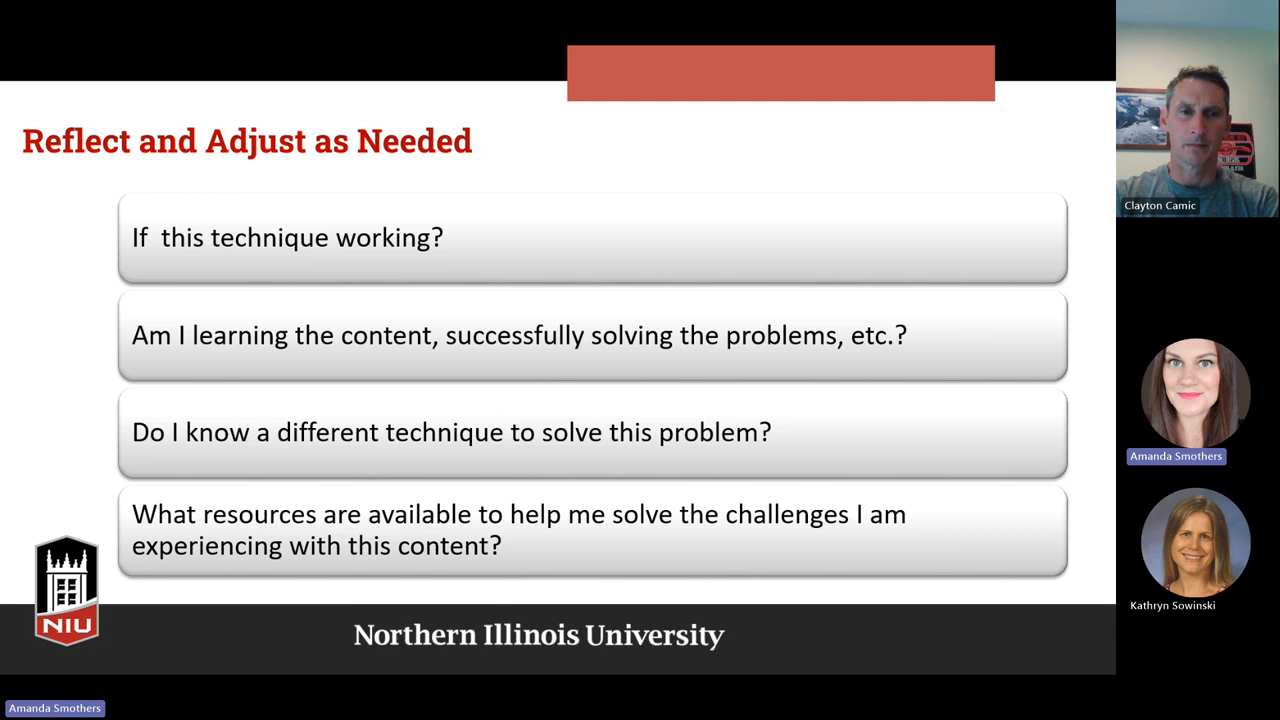 Reflect and Adjust as Needed
If  this technique working?
Am I learning the content, successfully solving the problems, etc.?
Do I know a different technique to solve this problem?
What resources are available to help me solve the challenges I am
experiencing with this content?
NIU
Northern Illinois University
Clayton Camic
Amanda Smothers
Kathryn Sowinski
Amanda Smothers